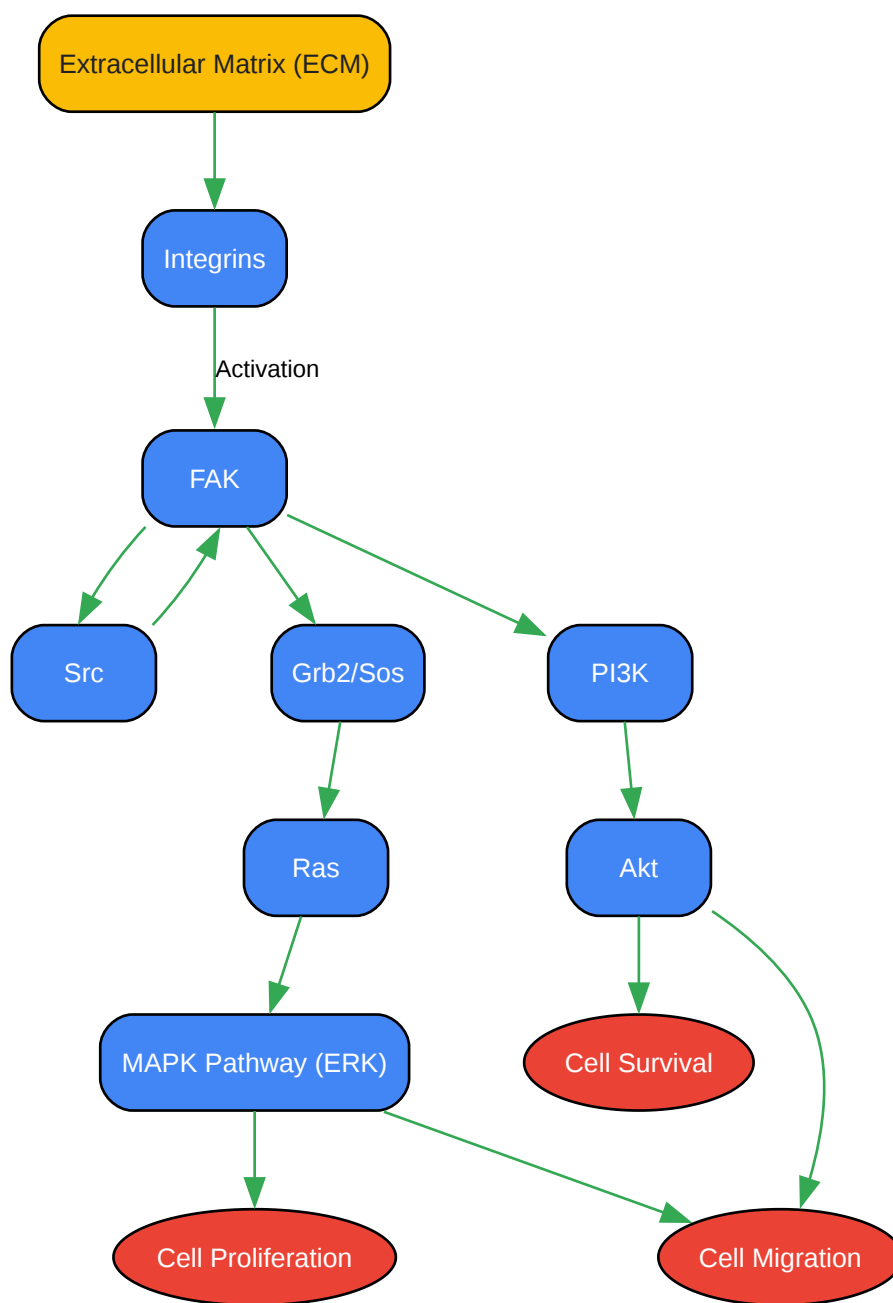 Extracellular Matrix (ECM)
Integrins
Activation
FAK
Src
Grb2/Sos
PI3K
Ras
Akt
MAPK Pathway (ERK)
Cell Survival
Cell Proliferation
Cell Migration